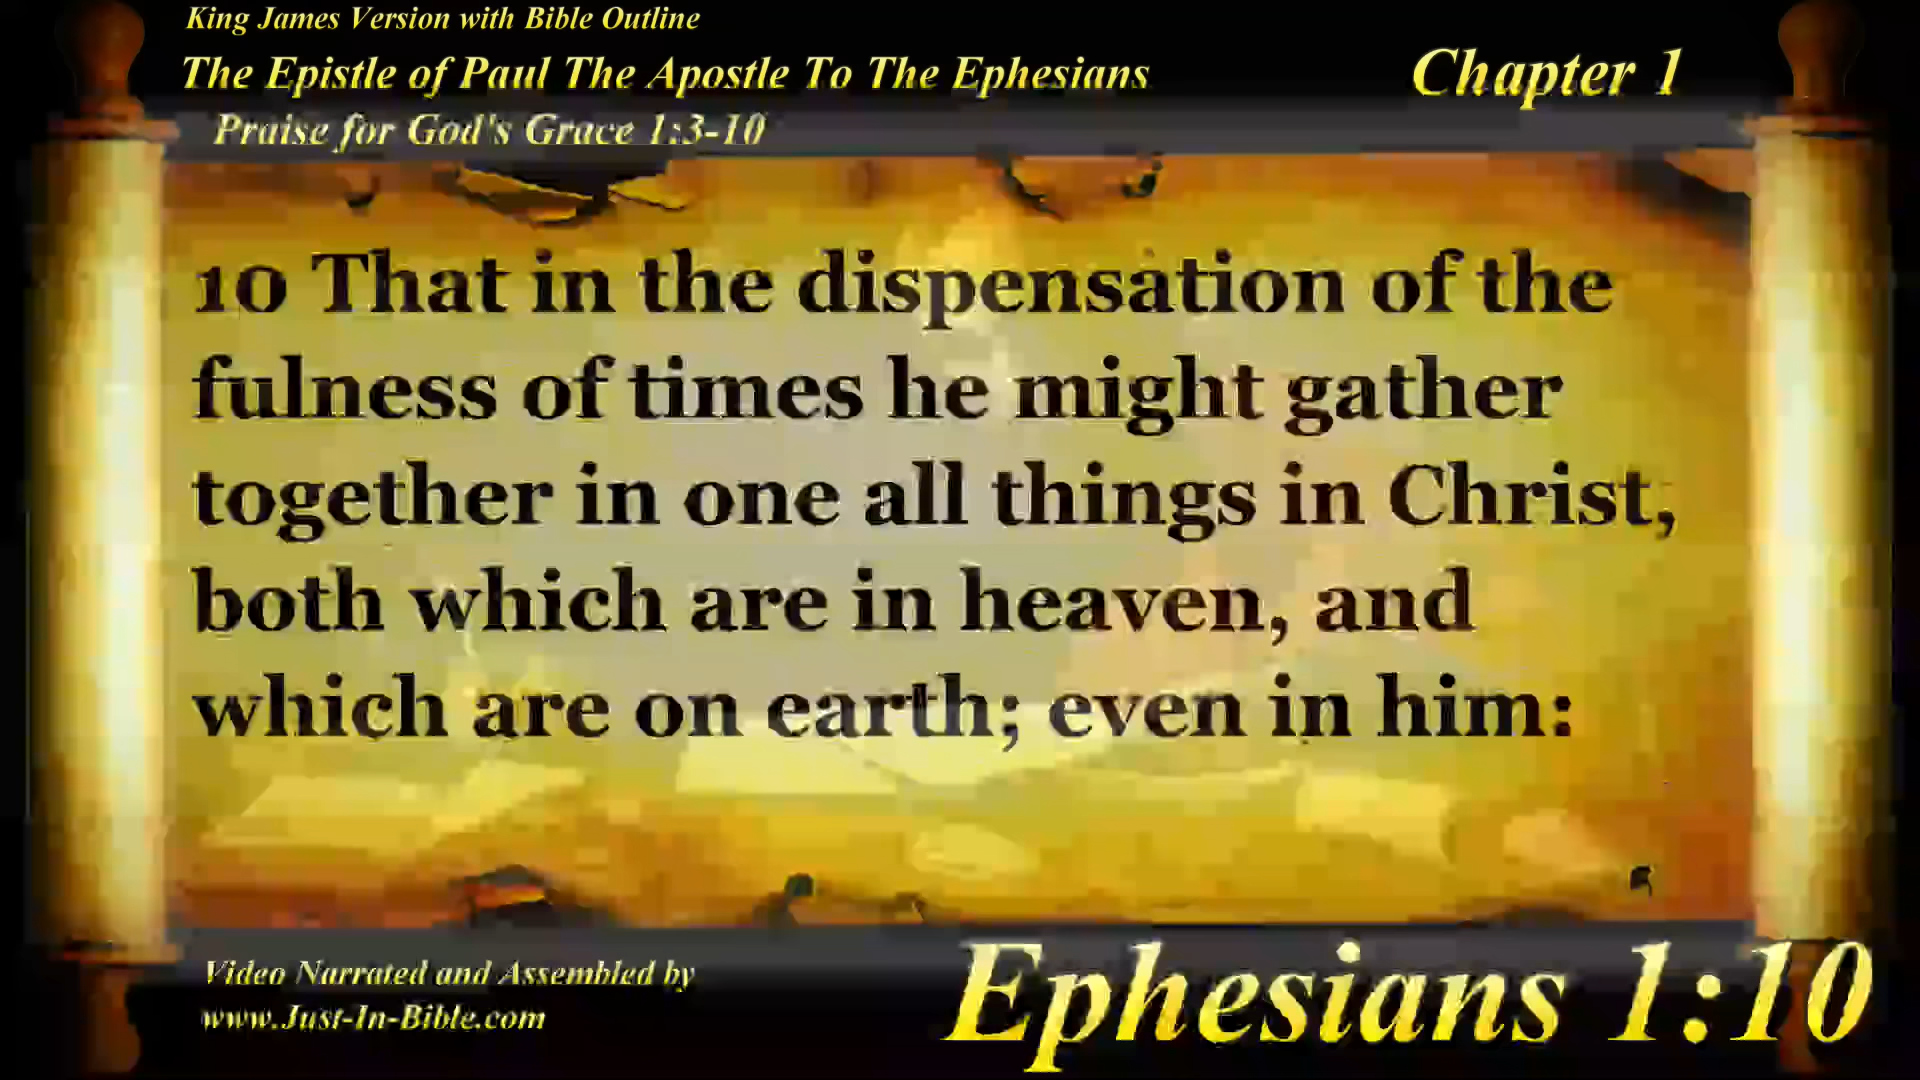 King James Version with Bible Outline
The Epistle of Paul The Apostle To The Ephesians
Chapter 1
Praise for God's Grace 1:3-10
10 That in the dispensation of the
fulness of times he might gather
together in one all things in Christ,
both which are in heaven, and
which are on earth; even in him:
Video Narrated and Assembled by
www.Just-In-Bible.com
Ephesians 1:10